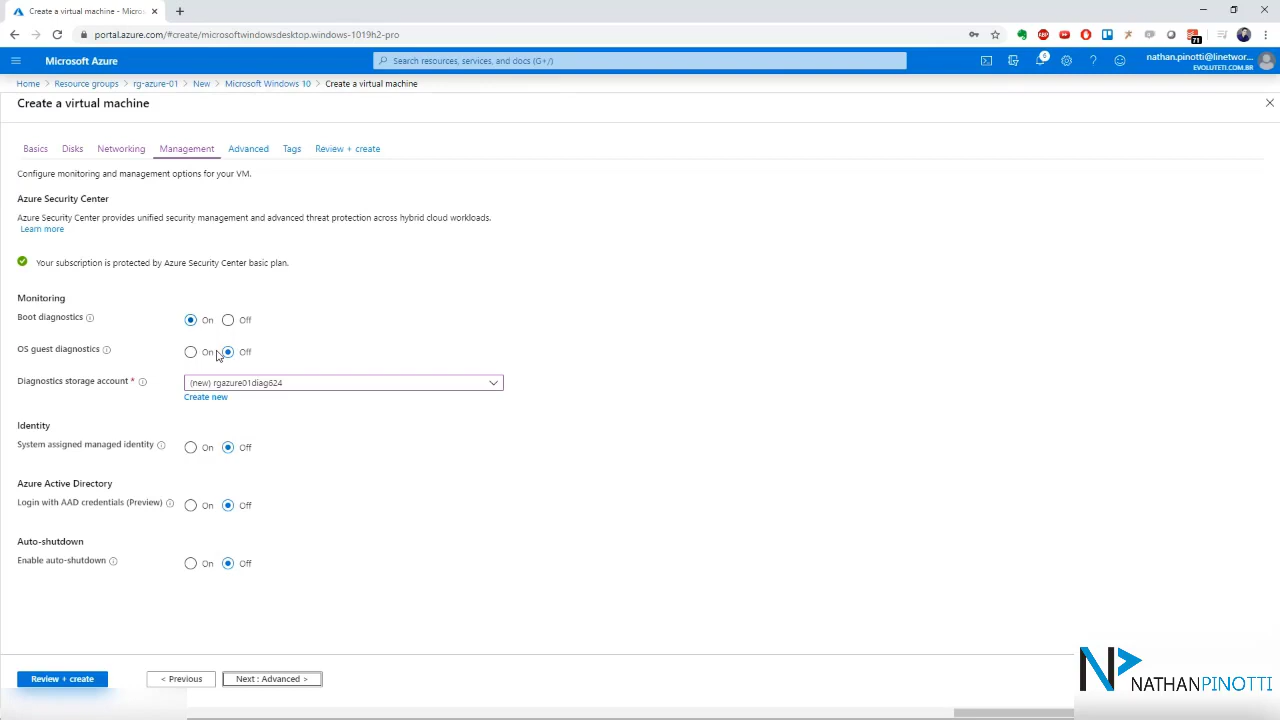 Create a virtual machine - Micros
portal.azure.com/#create/microsoftwindowsdesktop.windows-1019h2-pro
ABP
71
Microsoft Azure
Search resources, services, and docs (G+/)
6
nathan.pinotti@linetwor...
EVOLUTETI.COM.BR
Home > Resource groups > rg-azure-01 > New > Microsoft Windows 10 > Create a virtual machine
Create a virtual machine
Basics Disks Networking Management Advanced Tags Review + create
Configure monitoring and management options for your VM.
Azure Security Center
Azure Security Center provides unified security management and advanced threat protection across hybrid cloud workloads.
Learn more
Your subscription is protected by Azure Security Center basic plan.
Monitoring
Boot diagnostics On Off
OS guest diagnostics On Off
Diagnostics storage account * (new) rgazure01diag624
Create new
Identity
System assigned managed identity On Off
Azure Active Directory
Login with AAD credentials (Preview) On Off
Auto-shutdown
Enable auto-shutdown On Off
Review + create < Previous Next : Advanced >
NATHANPINOTTI